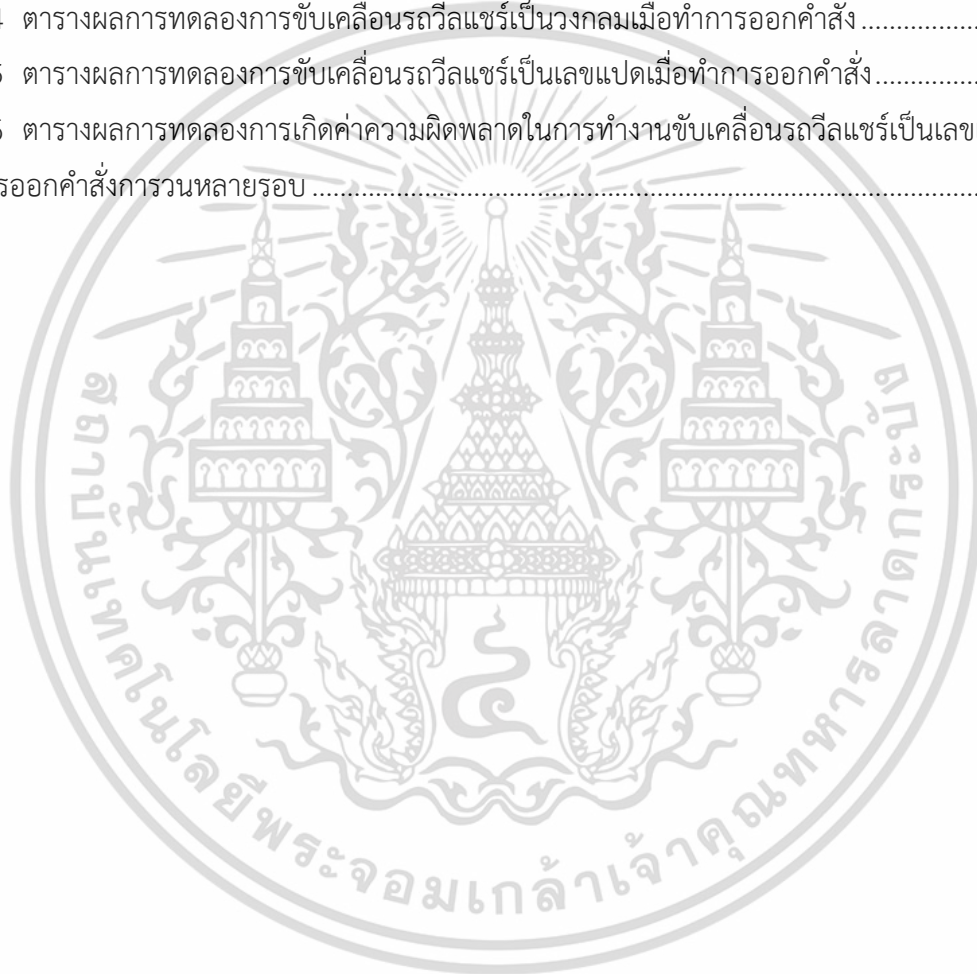 4 ตารางผลการทดลองการขับเคลื่อนรถวีลแชร์เป็นวงกลมเมื่อทำการออกคำสั่ง ................
5 ตารางผลการทดลองการขับเคลื่อนรถวีลแชร์เป็นเลขแปดเมื่อทำการออกคำสั่ง ...............
6 ตารางผลการทดลองการเกิดค่าความผิดพลาดในการทำงานขับเคลื่อนรถวีลแชร์เป็นเลข
รออกคำสั่งการวนหลายรอบ ................................................................
สถาบันเทคโนโลยีพระจอมเกล้าเจ้าคุณทหารลาดกระบัง
๔